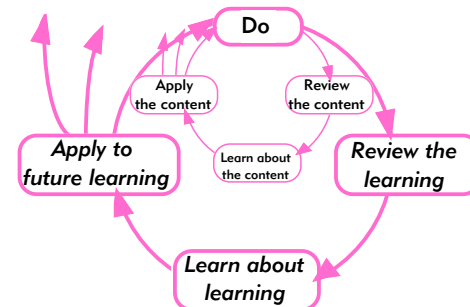 Do
Apply
the content
Review
the content
Learn about
the content
Apply to
future learning
Review the
learning
Learn about
learning